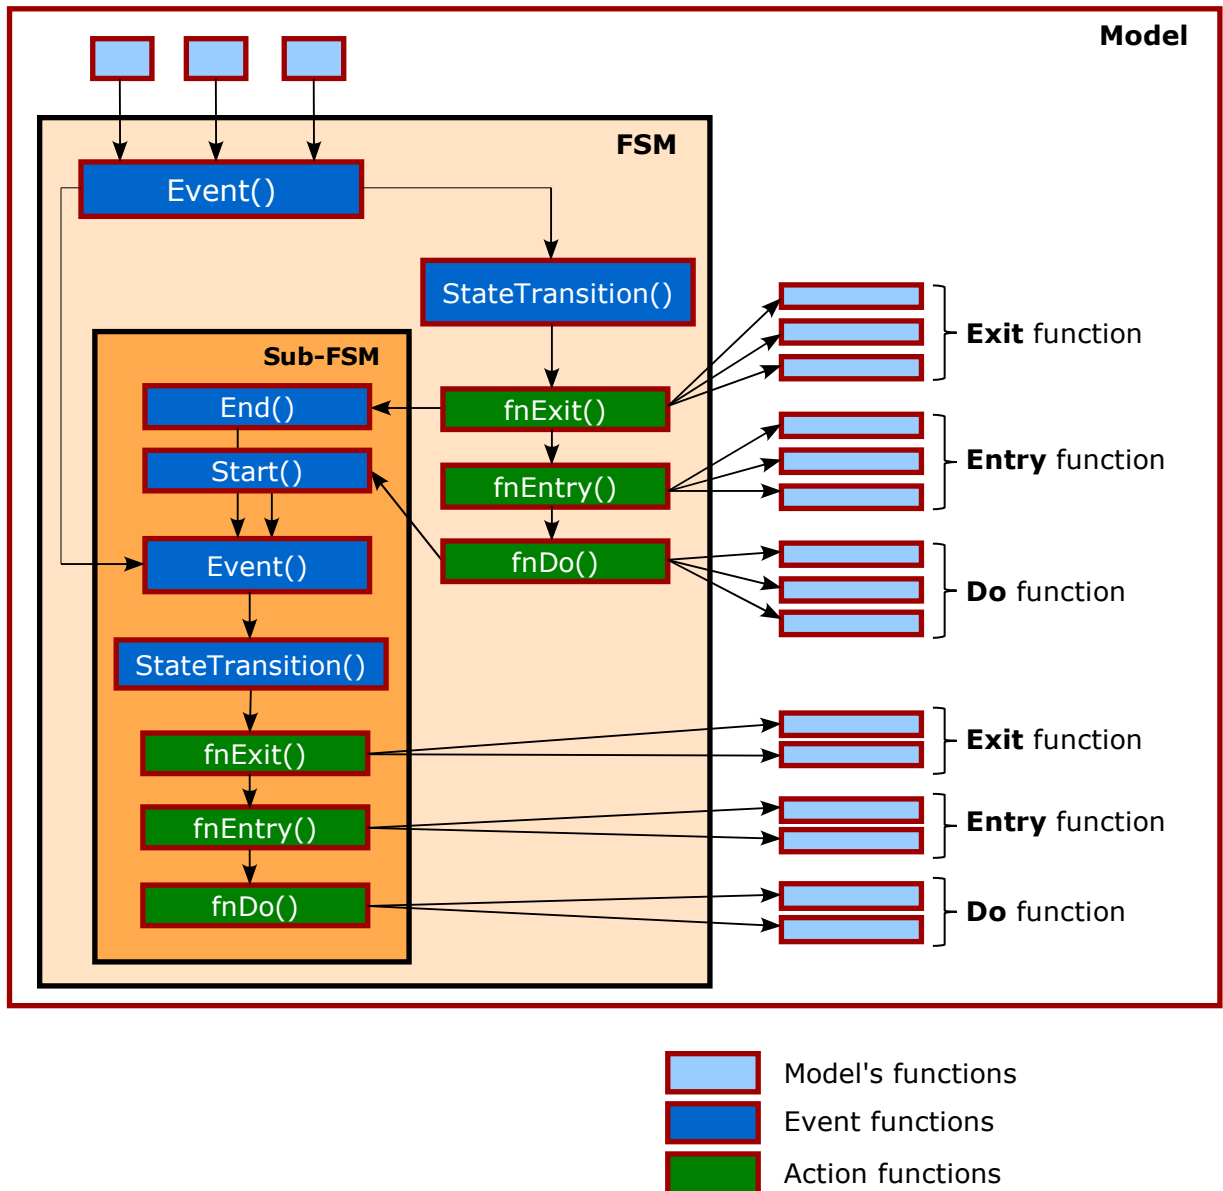 Model
FSM
Event()
StateTransition()
Sub-FSM
End()
Start()
Event()
StateTransition()
fnExit()
fnEntry()
fnDo()
fnExit()
fnEntry()
fnDo()
Exit function
Entry function
Do function
Exit function
Entry function
Do function
Model's functions
Event functions
Action functions